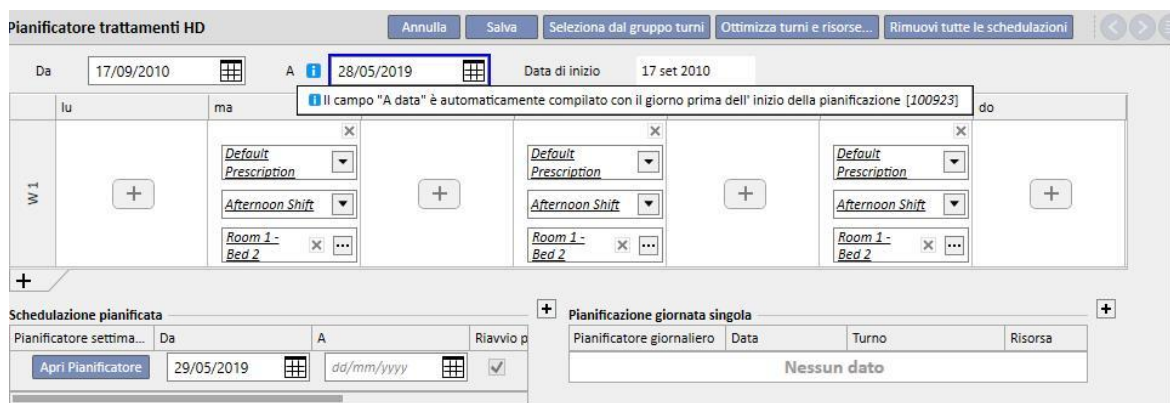 Pianificatore trattamenti HD Annulla Salva Seleziona dal gruppo turni Ottimizza turni e risorse... Rimuovi tutte le schedulazioni
Da 17/09/2010 A 28/05/2019 Data di inizio 17 set 2010
Il campo "A data" è automaticamente compilato con il giorno prima dell' inizio della pianificazione [100923]
lu ma do
W 1
Default Prescription Default Prescription Default Prescription
Afternoon Shift Afternoon Shift Afternoon Shift
Room 1 - Bed 2 Room 1 - Bed 2 Room 1 - Bed 2
Schedulazione pianificata Pianificazione giornata singola
Pianificatore settima... Da A Riavvio p Pianificatore giornaliero Data Turno Risorsa
Apri Pianificatore 29/05/2019 dd/mm/yyyy Nessun dato